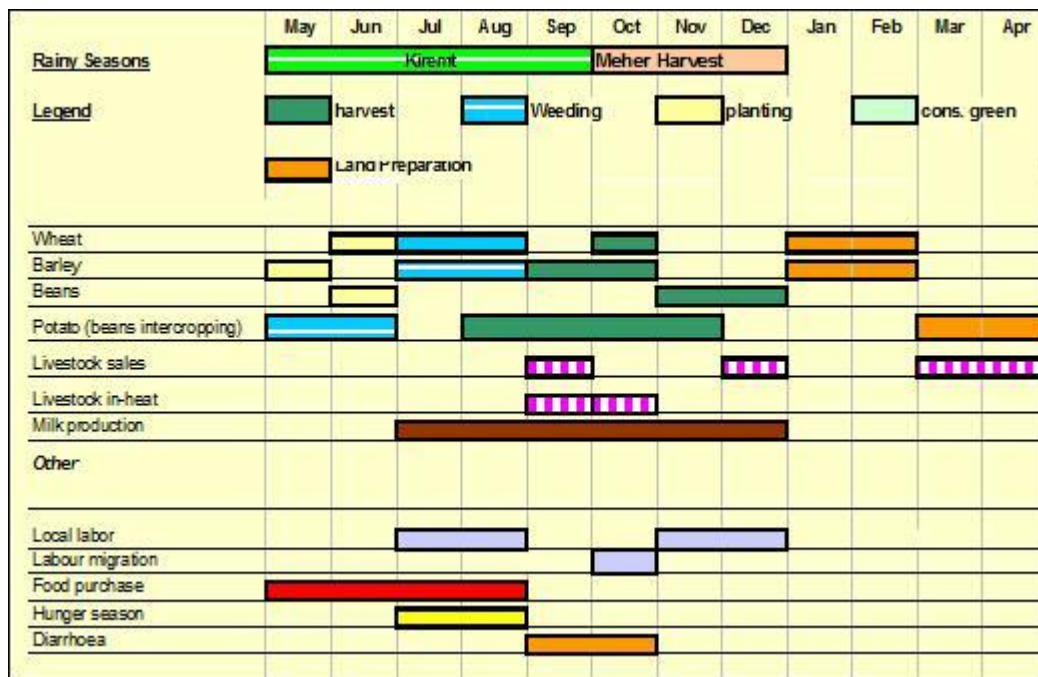 May Jun Jul Aug Sep Oct Nov Dec Jan Feb Mar Apr
Rainy Seasons Kiremt Meher Harvest
Legend harvest Weeding planting cons. green
Land Preparation
Wheat
Barley
Beans
Potato (beans intercropping)
Livestock sales
Livestock in-heat
Milk production
Other
Local labor
Labour migration
Food purchase
Hunger season
Diarrhoea